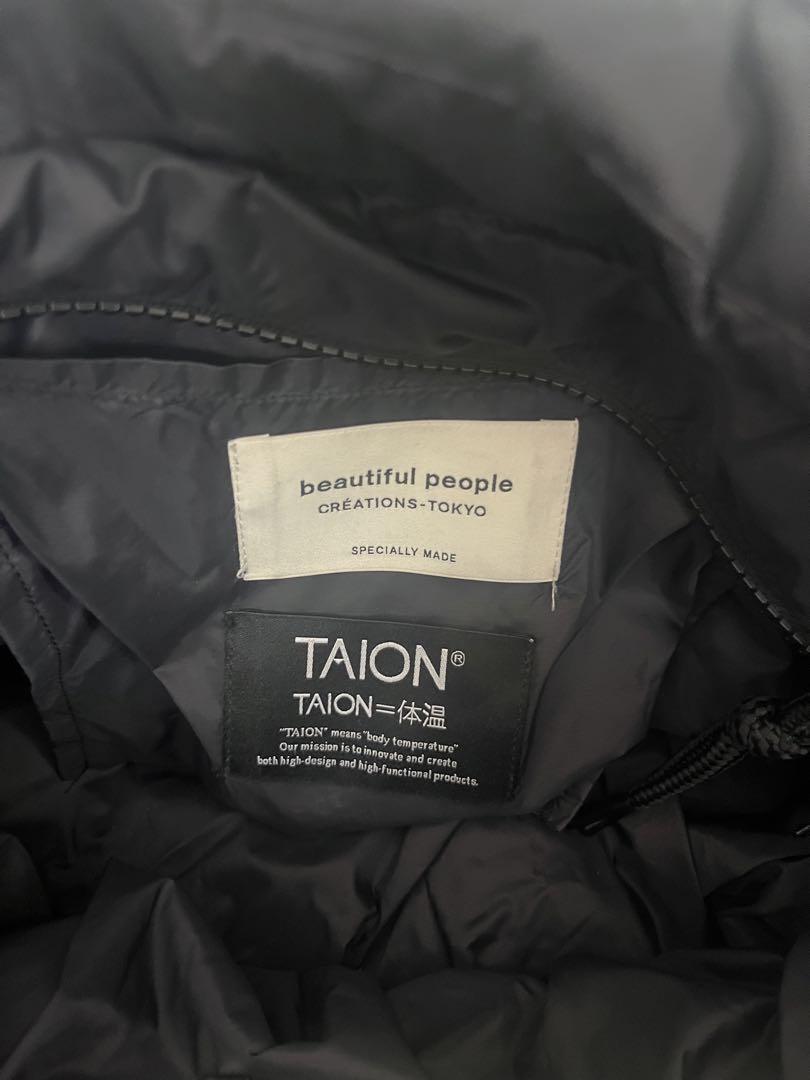 beautiful people
CRÉATIONS-TOKYO
SPECIALLY MADE
TAION®
TAION=体温
"TAION" means "body temperature"
Our mission is to innovate and create
both high-design and high-functional products.